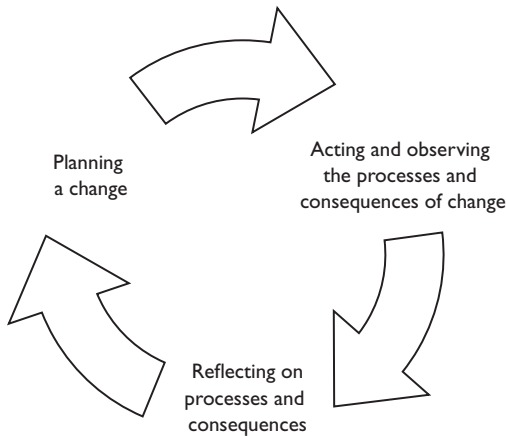 Planning
a change
Acting and observing
the processes and
consequences of change
Reflecting on
processes and
consequences